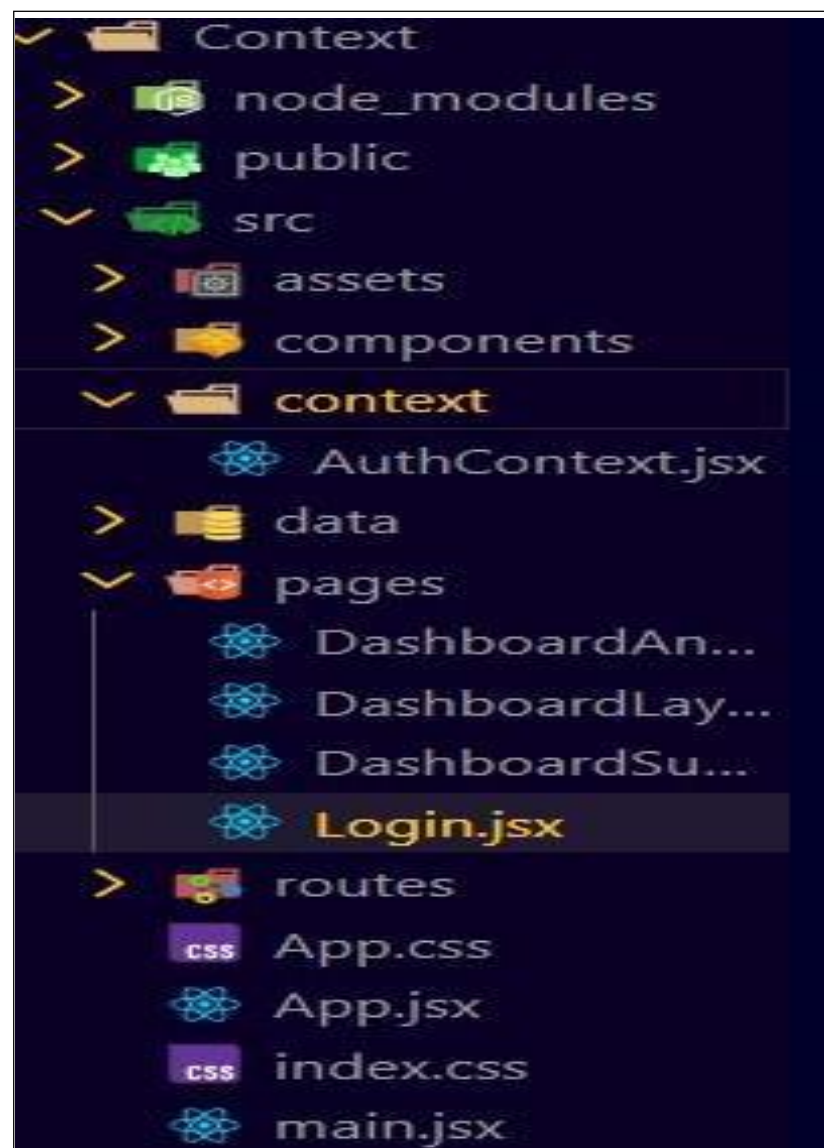 Context
node_modules
public
src
assets
components
context
AuthContext.jsx
data
pages
DashboardAn...
DashboardLay...
DashboardSu...
Login.jsx
routes
css App.css
App.jsx
css index.css
main.jsx